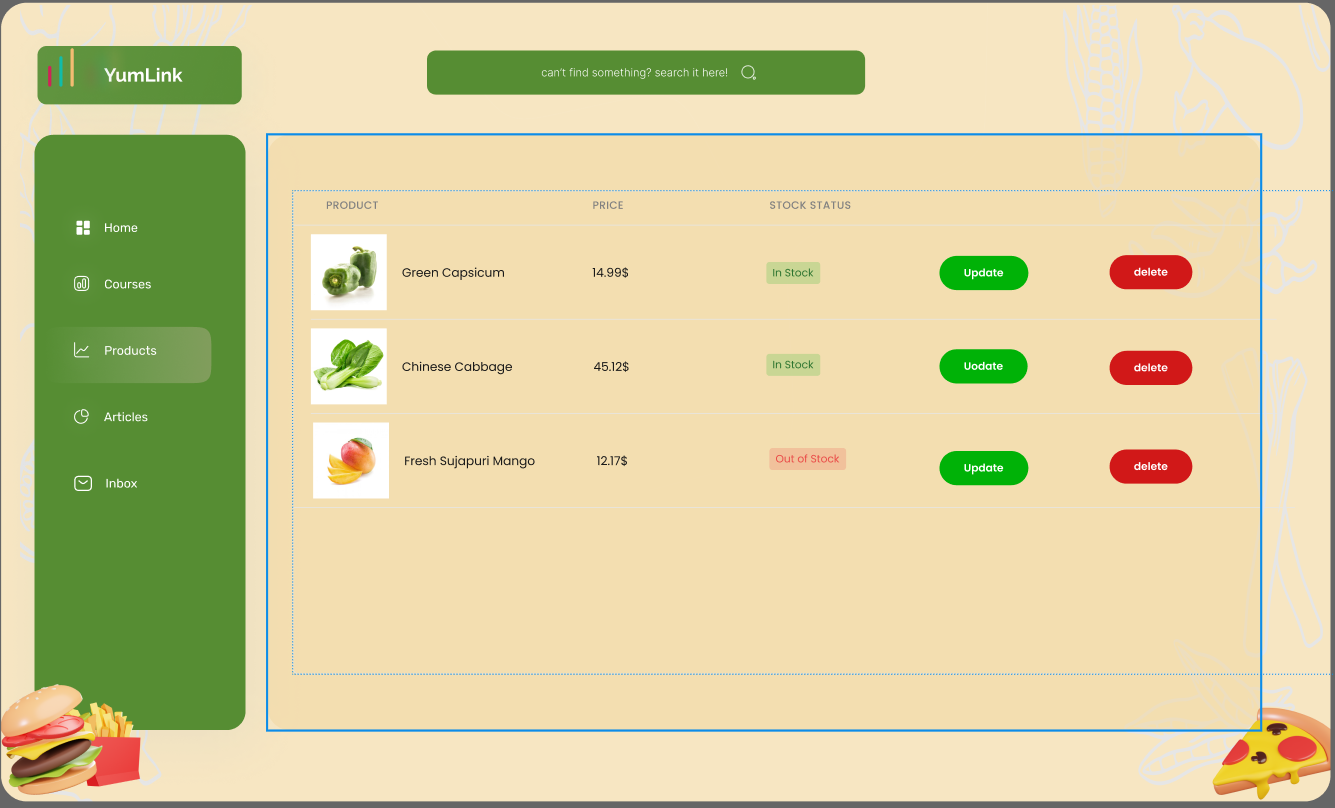 YumLink
can't find something? search it here!
Home
Courses
Products
Articles
Inbox
PRODUCT PRICE STOCK STATUS
Green Capsicum 14.99$ In Stock Update delete
Chinese Cabbage 45.12$ In Stock Uodate delete
Fresh Sujapuri Mango 12.17$ Out of Stock Update delete